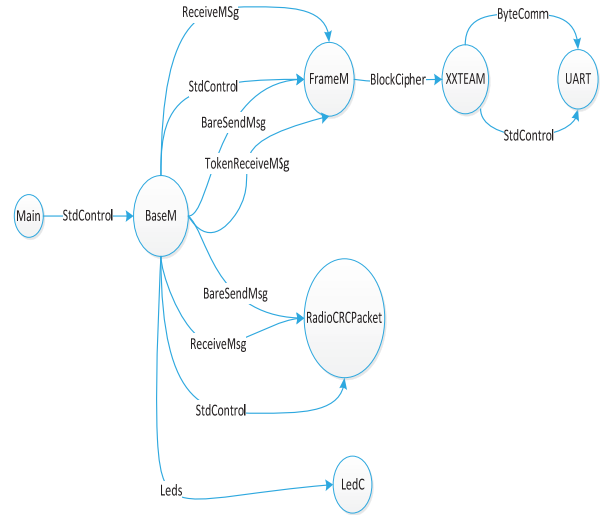 ReceiveMSg
ByteComm
FrameM
BlockCipher
XXTEAM
UART
StdControl
BareSendMsg
StdControl
TokenReceiveMSg
Main
StdControl
BaseM
BareSendMsg
RadioCRCPacket
ReceiveMsg
StdControl
Leds
LedC